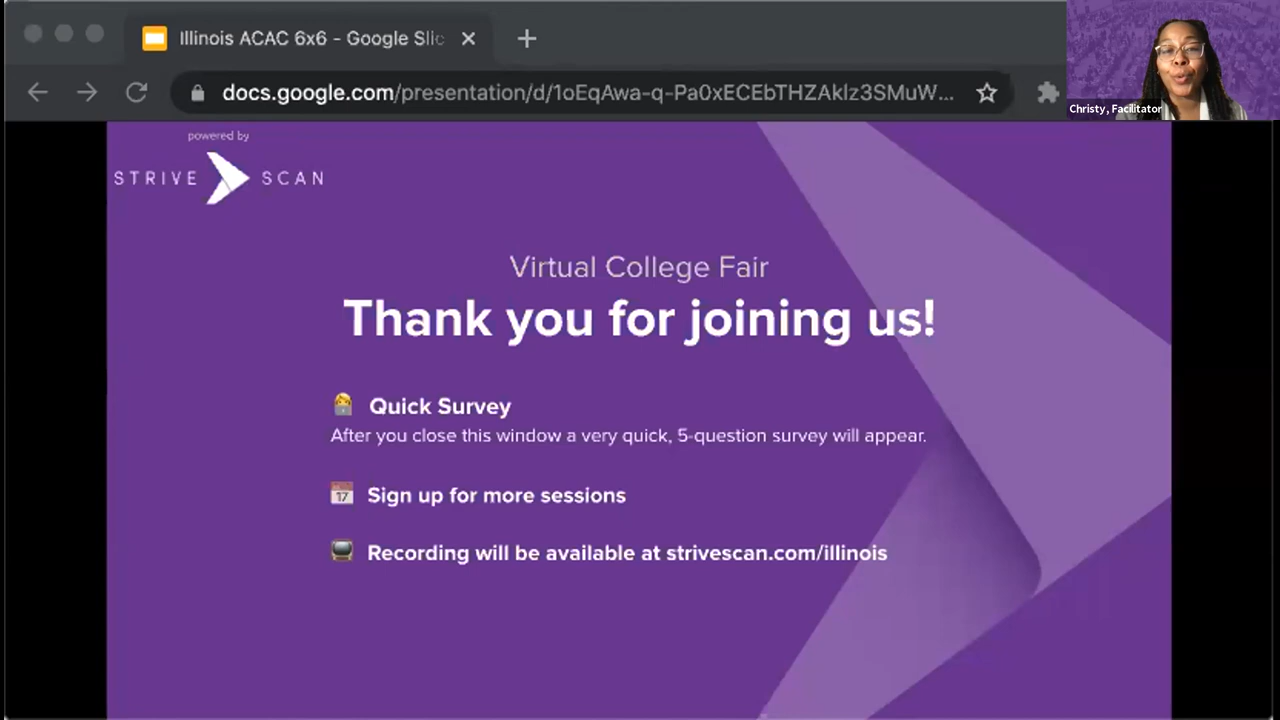 Illinois ACAC 6x6 - Google Slic
docs.google.com/presentation/d/1oEqAwa-q-Pa0xECEbTHZAklz3SMuW...
Christy, Facilitator
powered by
STRIVE SCAN
Virtual College Fair
Thank you for joining us!
Quick Survey
After you close this window a very quick, 5-question survey will appear.
17
Sign up for more sessions
Recording will be available at strivescan.com/illinois